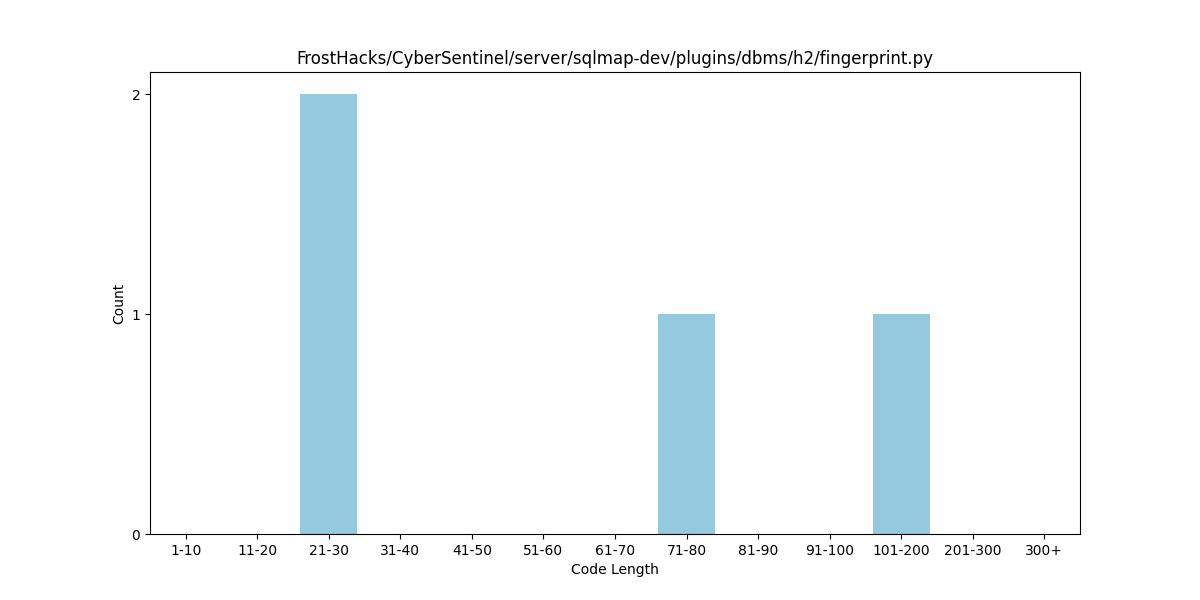 FrostHacks/CyberSentinel/server/sqlmap-dev/plugins/dbms/h2/fingerprint.py
2
1
0
Count
1-10 11-20 21-30 31-40 41-50 51-60 61-70 71-80 81-90 91-100 101-200 201-300 300+
Code Length